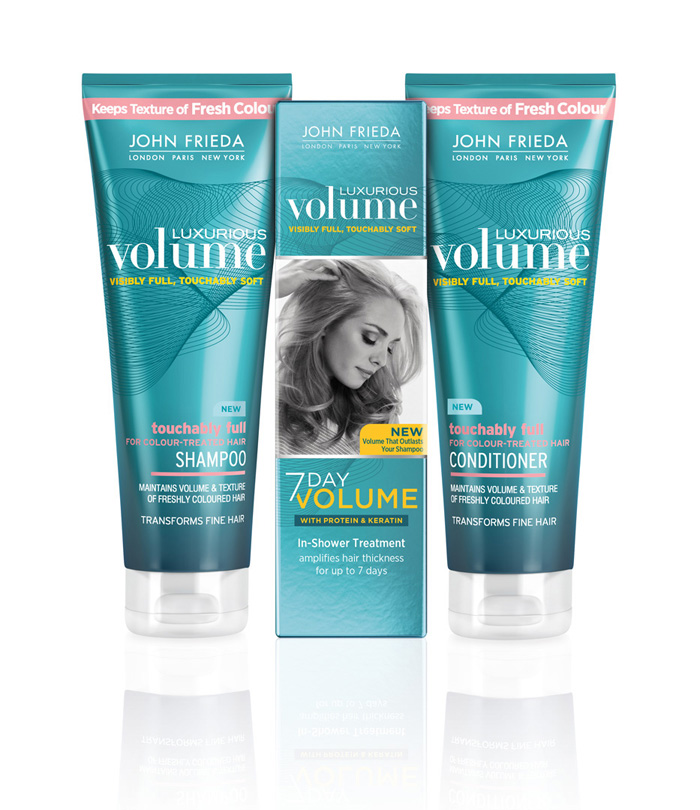 Keeps Texture of Fresh Colou
JOHN FRIEDA
LONDON PARIS NEW YORK
LUXURIOUS
volume
VISIBLY FULL, TOUCHABLY SOFT
NEW
touchably full
FOR COLOUR-TREATED HAIR
SHAMPOO
MAINTAINS VOLUME & TEXTURE
OF FRESHLY COLOURED HAIR
TRANSFORMS FINE HAIR
JOHN FRIEDA
LONDON PARIS NEW YORK
LUXURIOUS
volume
VISIBLY FULL, TOUCHABLY SOFT
NEW
Volume That Outlasts
Your Shampoo
7 DAY
VOLUME
WITH PROTEIN & KERATIN
In-Shower Treatment
amplifies hair thickness
for up to 7 days
eps Texture of Fresh Colour
JOHN FRIEDA
LONDON PARIS NEW YORK
LUXURIOUS
volume
VISIBLY FULL, TOUCHABLY SOFT
NEW
touchably full
FOR COLOUR-TREATED HAIR
CONDITIONER
MAINTAINS VOLUME & TEXTURE
OF FRESHLY COLOURED HAIR
TRANSFORMS FINE HAIR